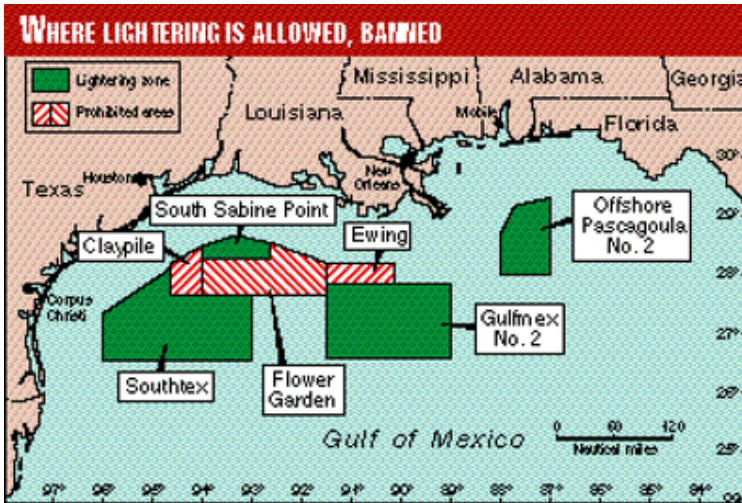 WHERE LIGHTERING IS ALLOWED, BANNED
Lightering zone
Prohibited areas
Mississippi
Alabama
Georgia
Louisiana
Mobile
Florida
New
Orleans
Texas
Houston
30°
South Sabine Point
Offshore
Pascagoula
No. 2
29°
Claypile
Ewing
28°
Corpus
Christi
Gulfmex
No. 2
27°
Southtex
Flower
Garden
26°
Gulf of Mexico
0 60 120
Nautical miles
25°
97° 96° 95° 94° 93° 92° 91° 90° 89° 88° 87° 86° 85° 84°